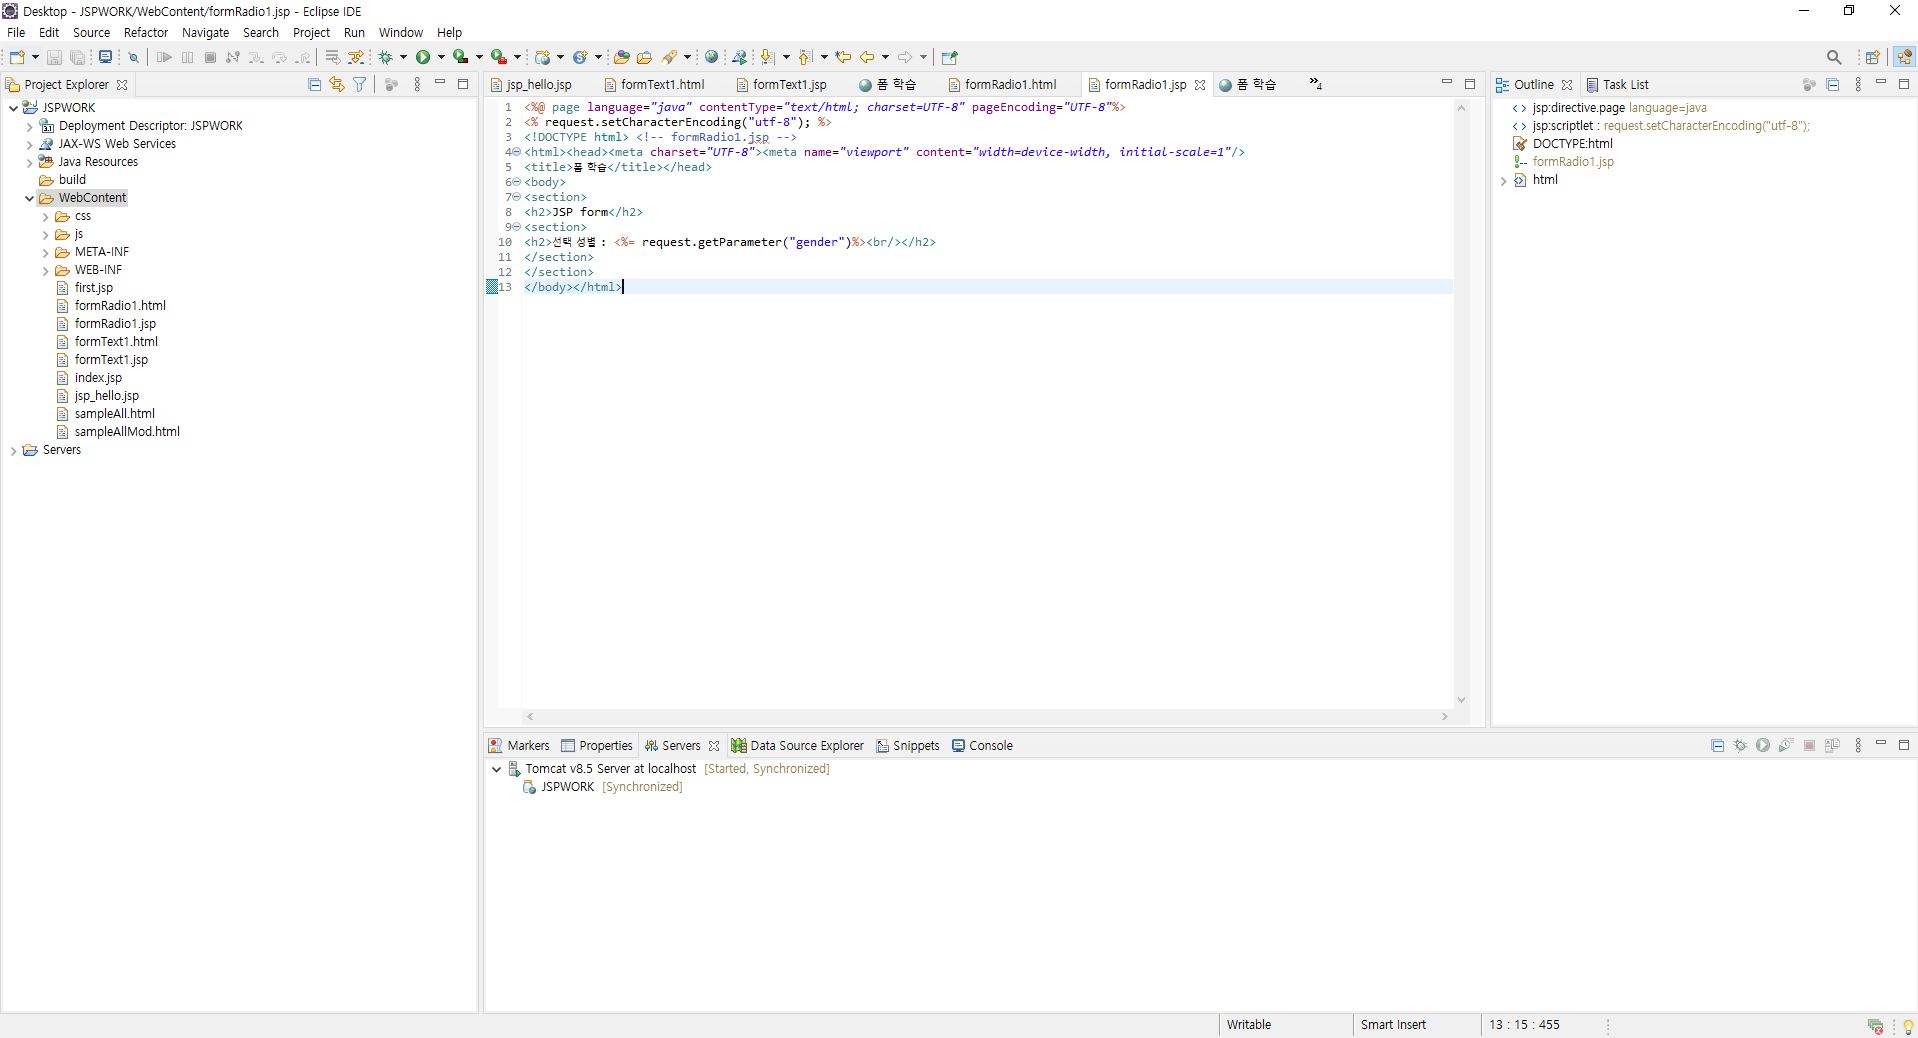 Desktop - JSPWORK/WebContent/formRadio1.jsp - Eclipse IDE
File Edit Source Refactor Navigate Search Project Run Window Help
Project Explorer
JSPWORK
Deployment Descriptor: JSPWORK
JAX-WS Web Services
Java Resources
build
WebContent
css
js
META-INF
WEB-INF
first.jsp
formRadio1.html
formRadio1.jsp
formText1.html
formText1.jsp
index.jsp
jsp_hello.jsp
sampleAll.html
sampleAllMod.html
Servers
jsp_hello.jsp formText1.html formText1.jsp 폼 학습 formRadio1.html formRadio1.jsp 폼 학습 »4
1 <%@ page language="java" contentType="text/html; charset=UTF-8" pageEncoding="UTF-8"%>
2 <% request.setCharacterEncoding("utf-8"); %>
3 <!DOCTYPE html> <!-- formRadio1.jsp -->
4 <html><head><meta charset="UTF-8"><meta name="viewport" content="width=device-width, initial-scale=1"/>
5 <title>폼 학습</title></head>
6 <body>
7 <section>
8 <h2>JSP form</h2>
9 <section>
10 <h2>선택 성별 : <%= request.getParameter("gender")%><br/></h2>
11 </section>
12 </section>
13 </body></html>
Outline Task List
jsp:directive.page language=java
jsp:scriptlet : request.setCharacterEncoding("utf-8");
DOCTYPE:html
formRadio1.jsp
html
Markers Properties Servers Data Source Explorer Snippets Console
Tomcat v8.5 Server at localhost [Started, Synchronized]
JSPWORK [Synchronized]
Writable Smart Insert 13 : 15 : 455